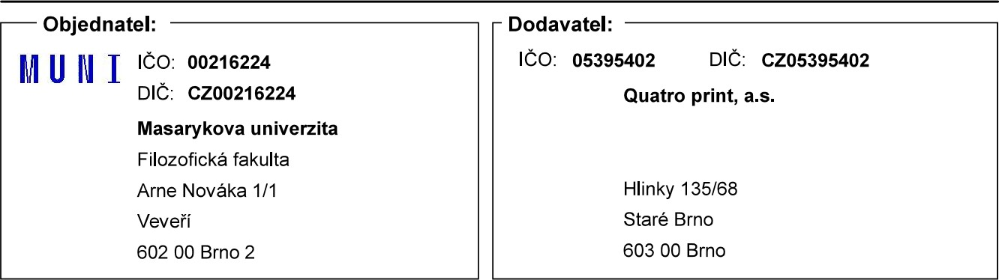 Objednatel:
MUNI
IČO: 00216224
DIČ: CZ00216224
Masarykova univerzita
Filozofická fakulta
Arne Nováka 1/1
Veveří
602 00 Brno 2
Dodavatel:
IČO: 05395402 DIČ: CZ05395402
Quatro print, a.s.
Hlinky 135/68
Staré Brno
603 00 Brno